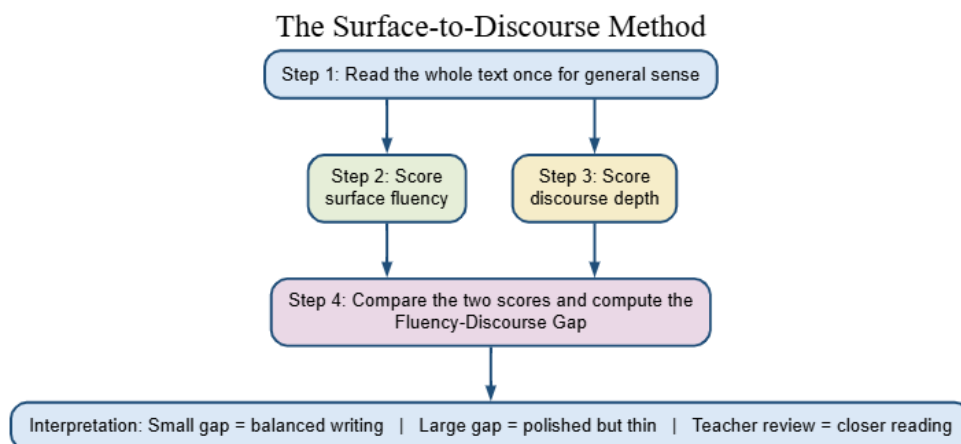 The Surface-to-Discourse Method
Step 1: Read the whole text once for general sense
Step 2: Score
surface fluency
Step 3: Score
discourse depth
Step 4: Compare the two scores and compute the
Fluency-Discourse Gap
Interpretation: Small gap = balanced writing | Large gap = polished but thin | Teacher review = closer reading